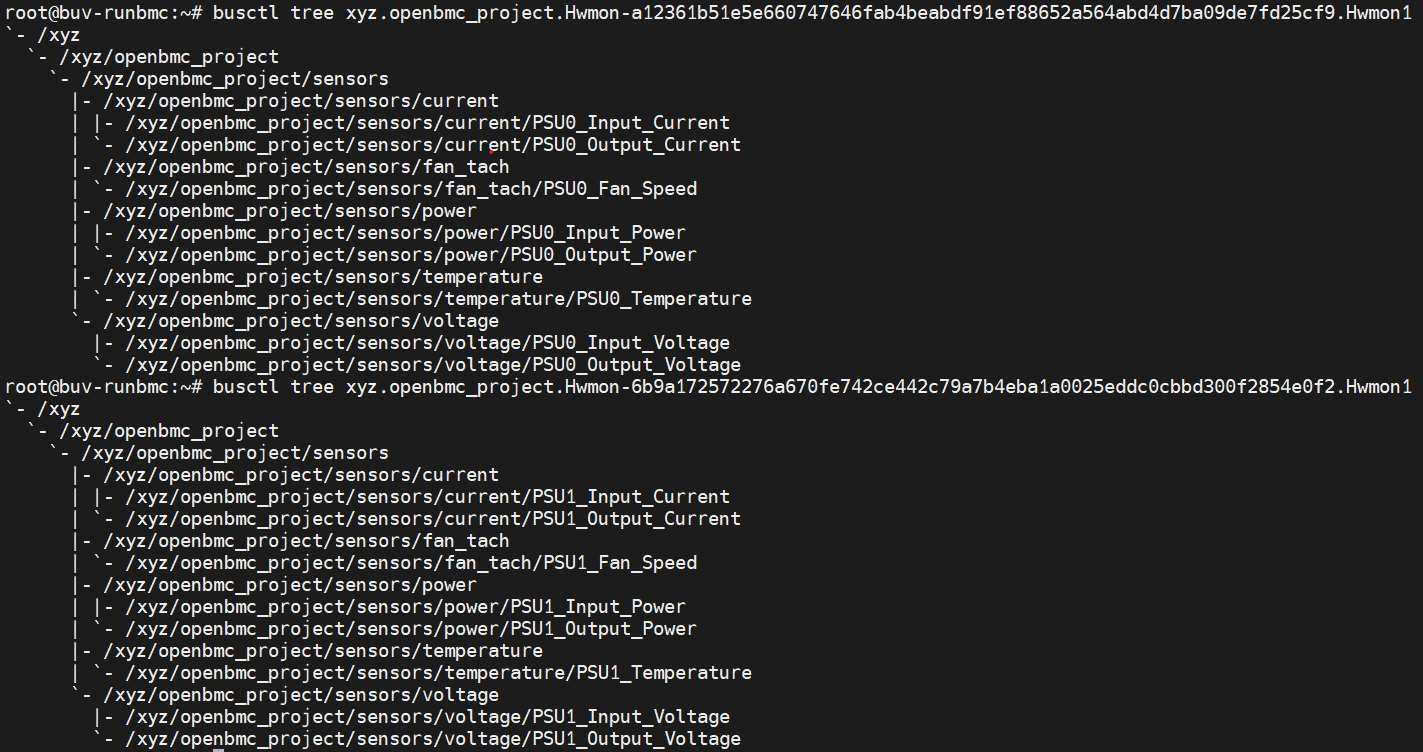 root@buv-runbmc:~# busctl tree xyz.openbmc_project.Hwmon-a12361b51e5e660747646fab4beabdf91ef88652a564abd4d7ba09de7fd25cf9.Hwmon1
`- /xyz
  `- /xyz/openbmc_project
    `- /xyz/openbmc_project/sensors
      |- /xyz/openbmc_project/sensors/current
      | |- /xyz/openbmc_project/sensors/current/PSU0_Input_Current
      | `- /xyz/openbmc_project/sensors/current/PSU0_Output_Current
      |- /xyz/openbmc_project/sensors/fan_tach
      | `- /xyz/openbmc_project/sensors/fan_tach/PSU0_Fan_Speed
      |- /xyz/openbmc_project/sensors/power
      | |- /xyz/openbmc_project/sensors/power/PSU0_Input_Power
      | `- /xyz/openbmc_project/sensors/power/PSU0_Output_Power
      |- /xyz/openbmc_project/sensors/temperature
      | `- /xyz/openbmc_project/sensors/temperature/PSU0_Temperature
      `- /xyz/openbmc_project/sensors/voltage
        |- /xyz/openbmc_project/sensors/voltage/PSU0_Input_Voltage
        `- /xyz/openbmc_project/sensors/voltage/PSU0_Output_Voltage
root@buv-runbmc:~# busctl tree xyz.openbmc_project.Hwmon-6b9a172572276a670fe742ce442c79a7b4eba1a0025eddc0cbbd300f2854e0f2.Hwmon1
`- /xyz
  `- /xyz/openbmc_project
    `- /xyz/openbmc_project/sensors
      |- /xyz/openbmc_project/sensors/current
      | |- /xyz/openbmc_project/sensors/current/PSU1_Input_Current
      | `- /xyz/openbmc_project/sensors/current/PSU1_Output_Current
      |- /xyz/openbmc_project/sensors/fan_tach
      | `- /xyz/openbmc_project/sensors/fan_tach/PSU1_Fan_Speed
      |- /xyz/openbmc_project/sensors/power
      | |- /xyz/openbmc_project/sensors/power/PSU1_Input_Power
      | `- /xyz/openbmc_project/sensors/power/PSU1_Output_Power
      |- /xyz/openbmc_project/sensors/temperature
      | `- /xyz/openbmc_project/sensors/temperature/PSU1_Temperature
      `- /xyz/openbmc_project/sensors/voltage
        |- /xyz/openbmc_project/sensors/voltage/PSU1_Input_Voltage
        `- /xyz/openbmc_project/sensors/voltage/PSU1_Output_Voltage